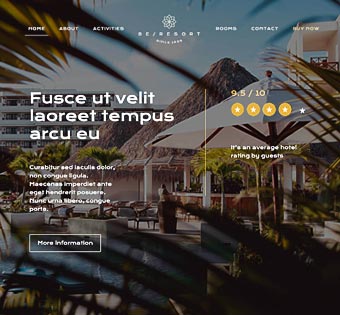 HOME ABOUT ACTIVITIES
BE/RESORT
ROOMS CONTACT BUY NOW
Fusce ut velit
laoreet tempus
arcu eu
Curabitur sed iaculis dolor,
non congue ligula.
Maecenas imperdiet ante
eget hendrerit posuere.
Nunc urna libero, congue
porta.
More Information
9.5 / 10
It's an average hotel
rating by guests